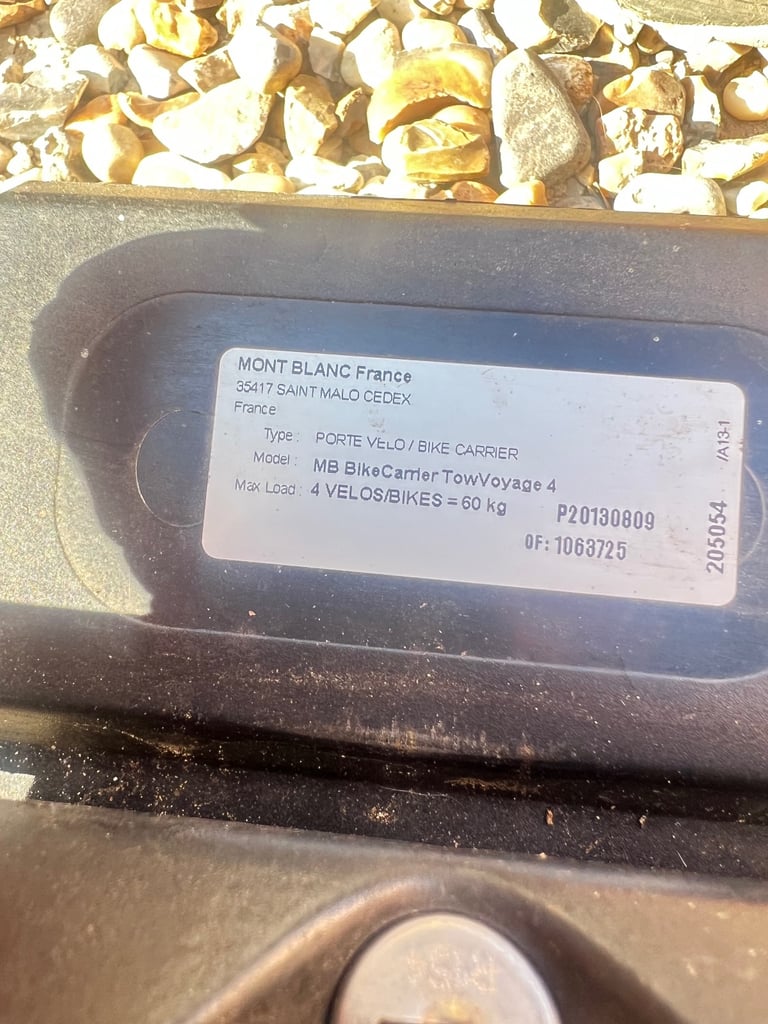 MONT BLANC France
35417 SAINT MALO CEDEX
France
Type : PORTE VELO / BIKE CARRIER
Model : MB BikeCarrier TowVoyage 4
Max Load : 4 VELOS/BIKES = 60 kg
P20130809
OF: 1063725
205054 /A13-1